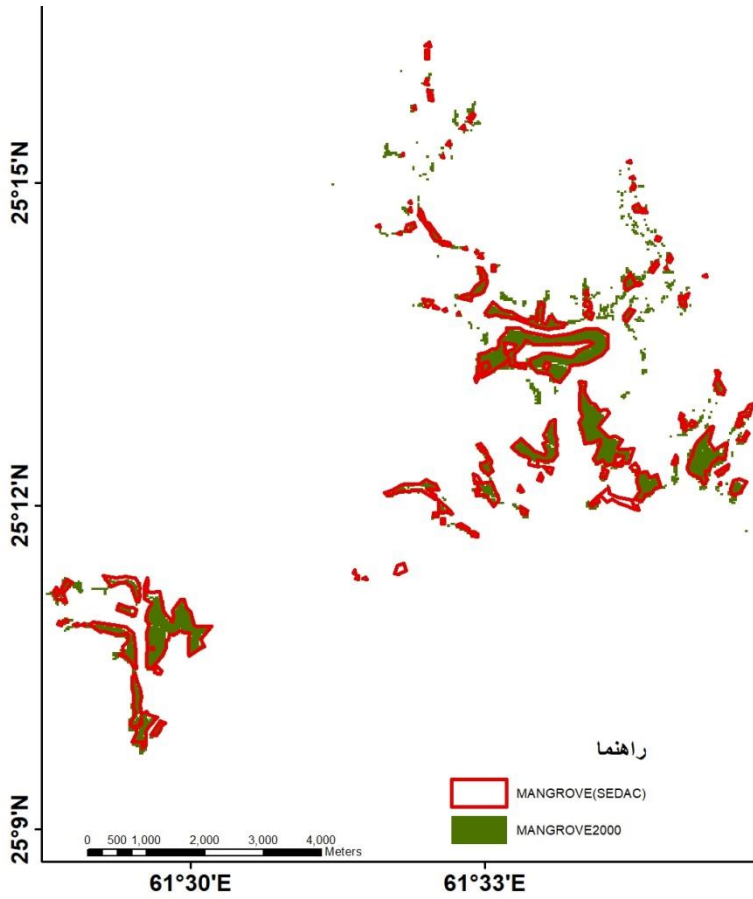 25°15'N
25°12'N
25°9'N
راهنما
MANGROVE(SEDAC)
MANGROVE2000
0 500 1,000 2,000 3,000 4,000
Meters
61°30'E 61°33'E